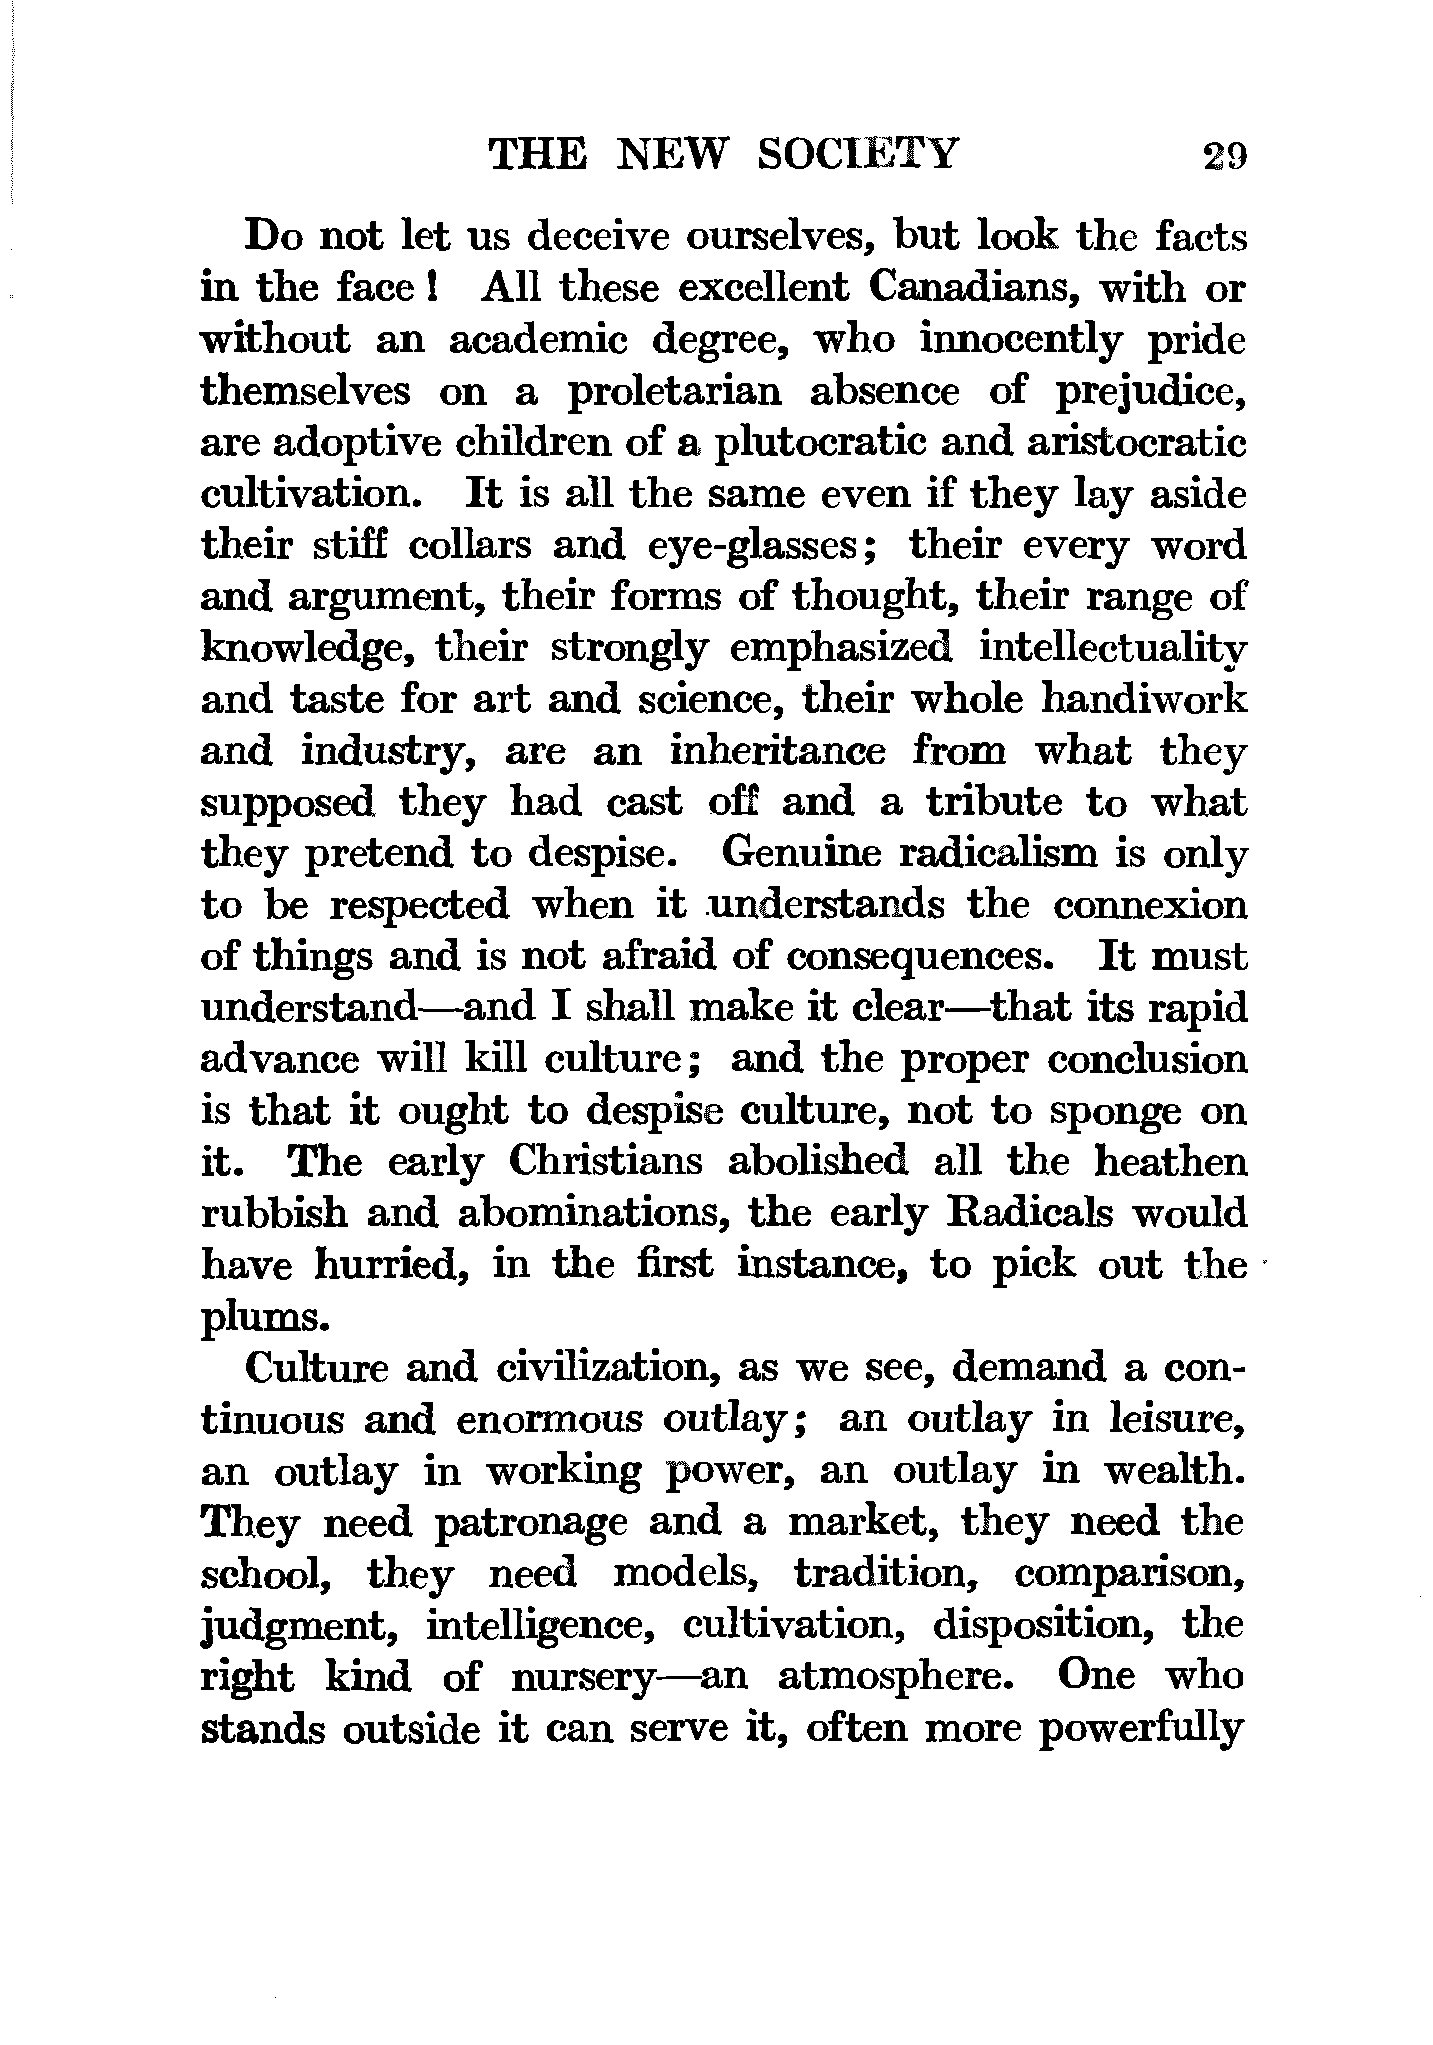 THE NEW SOCIETY 29
Do not let us deceive ourselves, but look the facts
in the face! All these excellent Canadians, with or
without an academic degree, who innocently pride
themselves on a proletarian absence of prejudice,
are adoptive children of a plutocratic and aristocratic
cultivation. It is all the same even if they lay aside
their stiff collars and eye-glasses; their every word
and argument, their forms of thought, their range of
knowledge, their strongly emphasized intellectuality
and taste for art and science, their whole handiwork
and industry, are an inheritance from what they
supposed they had cast off and a tribute to what
they pretend to despise. Genuine radicalism is only
to be respected when it understands the connexion
of things and is not afraid of consequences. It must
understand—and I shall make it clear—that its rapid
advance will kill culture; and the proper conclusion
is that it ought to despise culture, not to sponge on
it. The early Christians abolished all the heathen
rubbish and abominations, the early Radicals would
have hurried, in the first instance, to pick out the
plums.
Culture and civilization, as we see, demand a con-
tinuous and enormous outlay; an outlay in leisure,
an outlay in working power, an outlay in wealth.
They need patronage and a market, they need the
school, they need models, tradition, comparison,
judgment, intelligence, cultivation, disposition, the
right kind of nursery—an atmosphere. One who
stands outside it can serve it, often more powerfully